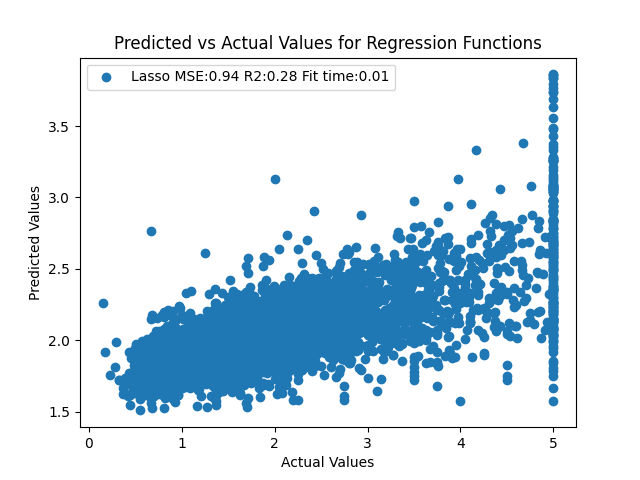 Predicted vs Actual Values for Regression Functions
Lasso MSE:0.94 R2:0.28 Fit time:0.01
Predicted Values
3.5
3.0
2.5
2.0
1.5
0 1 2 3 4 5
Actual Values